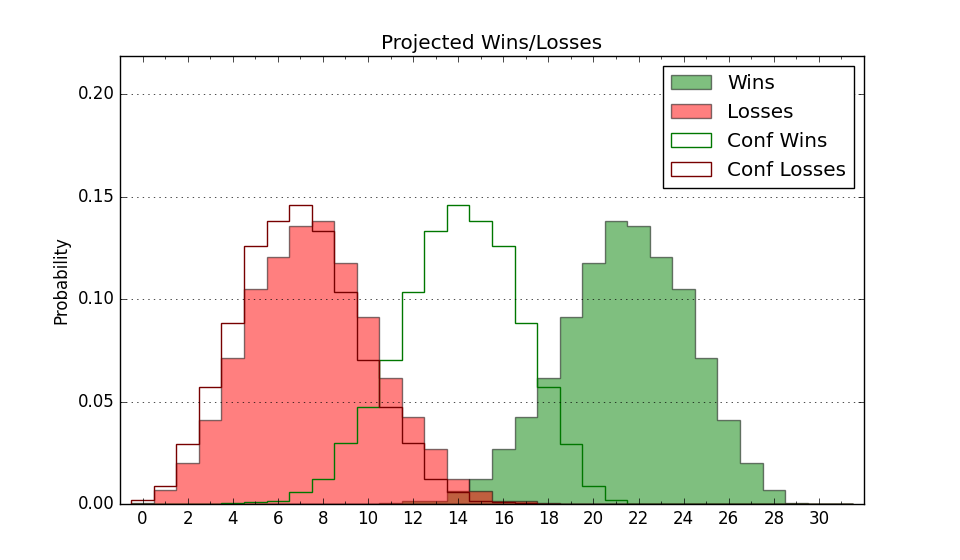 Projected Wins/Losses
Wins
Losses
Conf Wins
Conf Losses
Probability
0.20
0.15
0.10
0.05
0.00
0 2 4 6 8 10 12 14 16 18 20 22 24 26 28 30